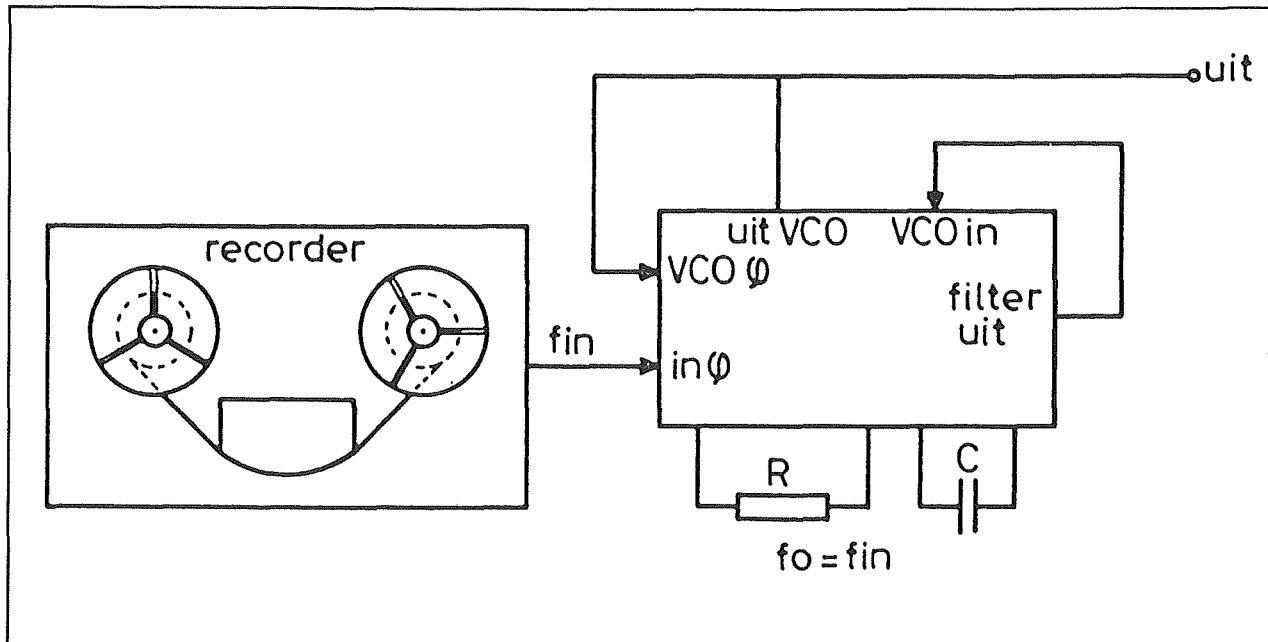 uit
recorder
uit VCO
VCO in
VCO φ
filter
uit
fin
in φ
R
C
fo = fin